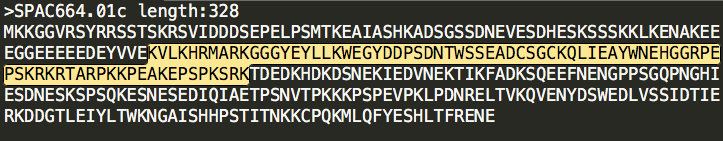 >SPAC664.01c length:328
MKKGGVRSYRRSSTSKRSVIDDDSEPELPSMTKEAIASHKADSGSSDNEVESDHESKSSSKKLKENAKEE
EGGEEEEEDEYVVEKVLKHRMARKGGGYEYLLKWEGYDDPSDNTWSSEADCSGCKQLIEAYWNEHGGRPE
PSKRKRTARPKKPEAKEPSPKSRKTDEDKHDKDSNEKIEDVNEKTIKFADKSQEEFNENGPPSGQPNGHI
ESDNESKSPSQKESNESEDIQIAETPSNVTPKKKPSPEVPKLPDNRELTVKQVENYDSWEDLVSSIDTIE
RKDDGTLEIYLTWKNGAISHHPSTITNKKCPQKMLQFYESHLTFRENE